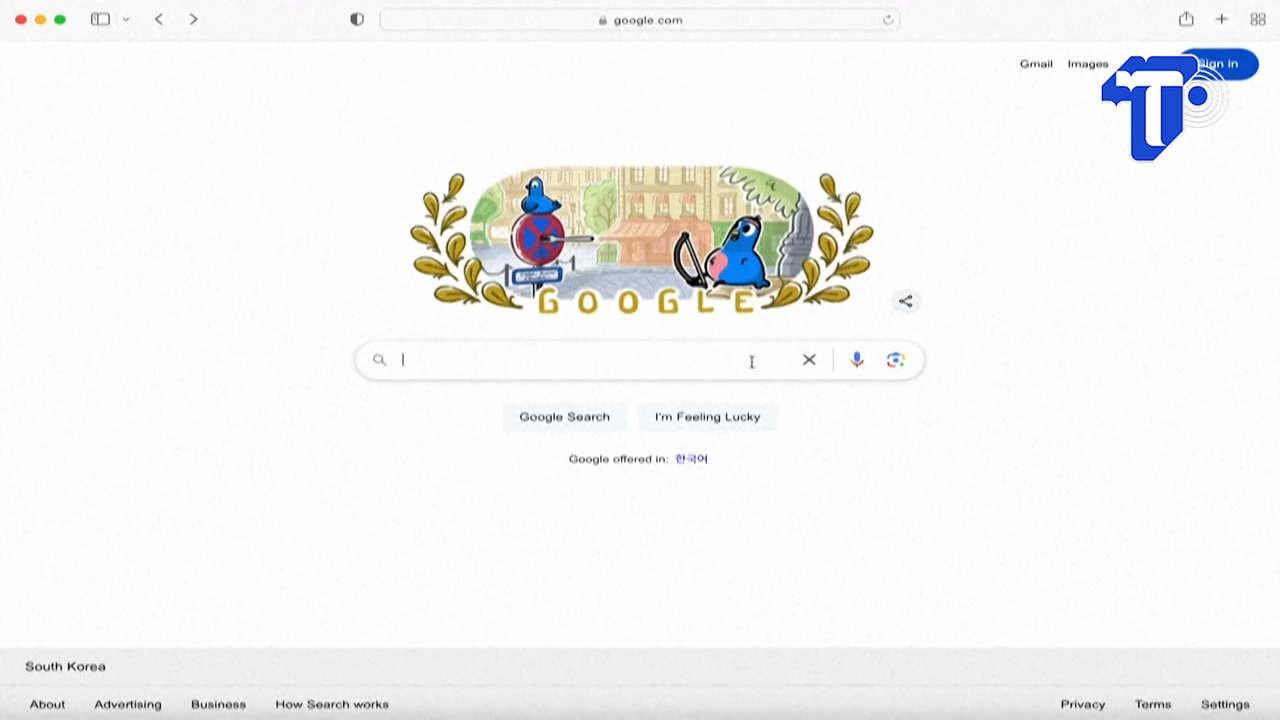 google.com
Gmail Images Sign in
GOOGLE
Google Search I'm Feeling Lucky
Google offered in: 한국어
South Korea
About Advertising Business How Search works Privacy Terms Settings